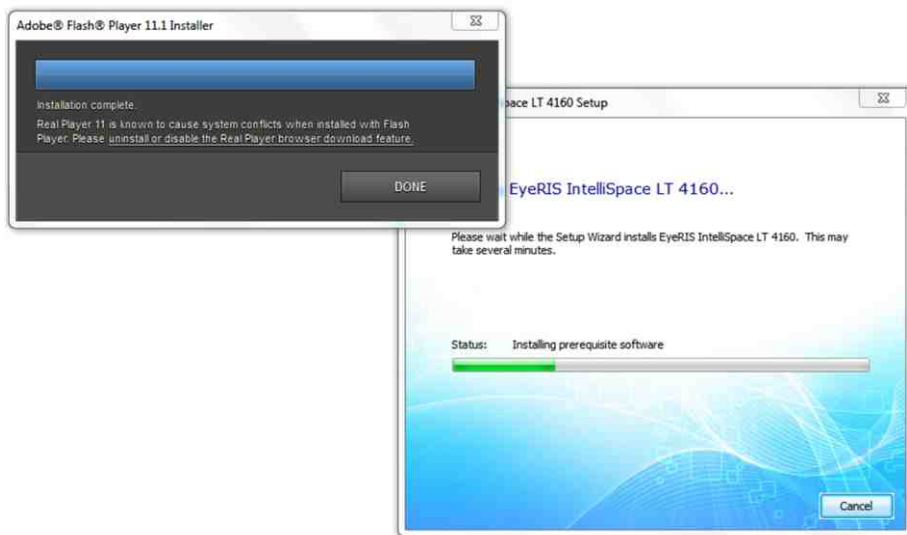 Adobe® Flash® Player 11.1 Installer
Installation complete.
Real Player 11 is known to cause system conflicts when installed with Flash
Player. Please uninstall or disable the Real Player browser download feature.
DONE
LT 4160 Setup
EyeRIS IntelliSpace LT 4160...
Please wait while the Setup Wizard installs EyeRIS IntelliSpace LT 4160. This may
take several minutes.
Status: Installing prerequisite software
Cancel